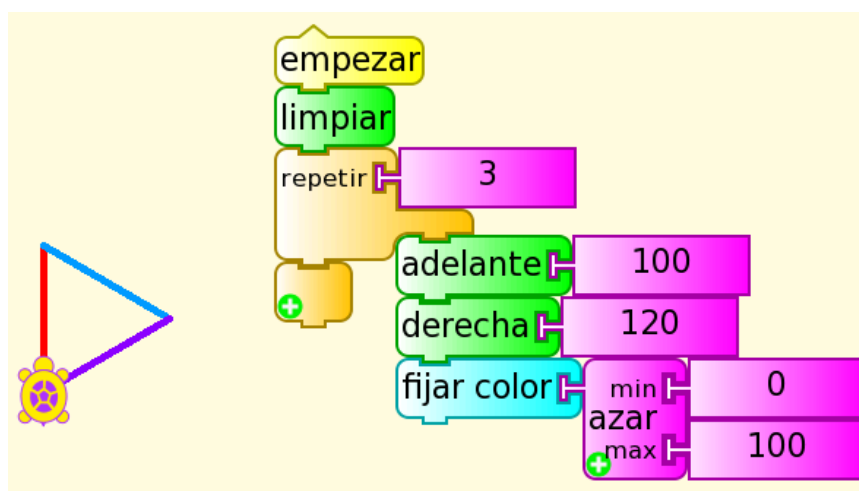 empezar
limpiar
repetir 3
adelante 100
derecha 120
fijar color min 0
azar
max 100